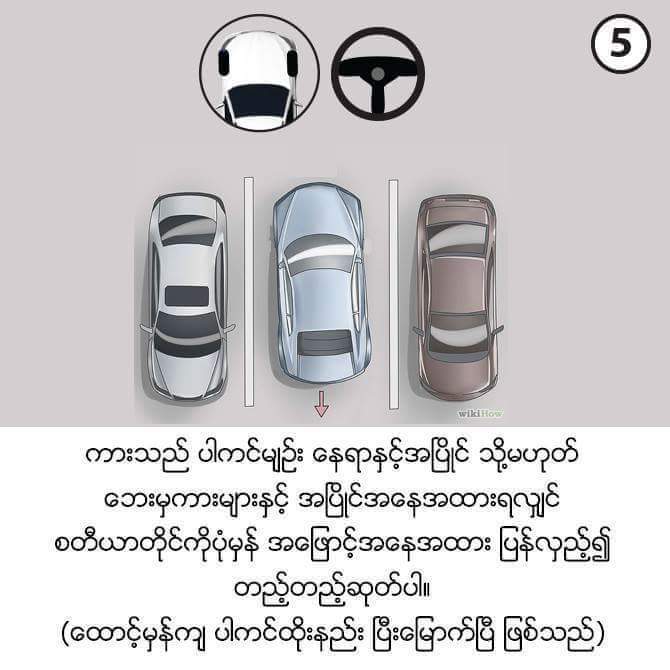 5
wikiHow
ကားသည် ပါကင်မျဉ်း နေရာနှင့်အပြိုင် သို့မဟုတ်
ဘေးမှကားများနှင့် အပြိုင်အနေအထားရလျှင်
စတီယာတိုင်ကိုပုံမှန် အဖြောင့်အနေအထား ပြန်လှည့်၍
တည့်တည့်ဆုတ်ပါ။
(ထောင့်မှန်ကျ ပါကင်ထိုးနည်း ပြီးမြောက်ပြီ ဖြစ်သည်)